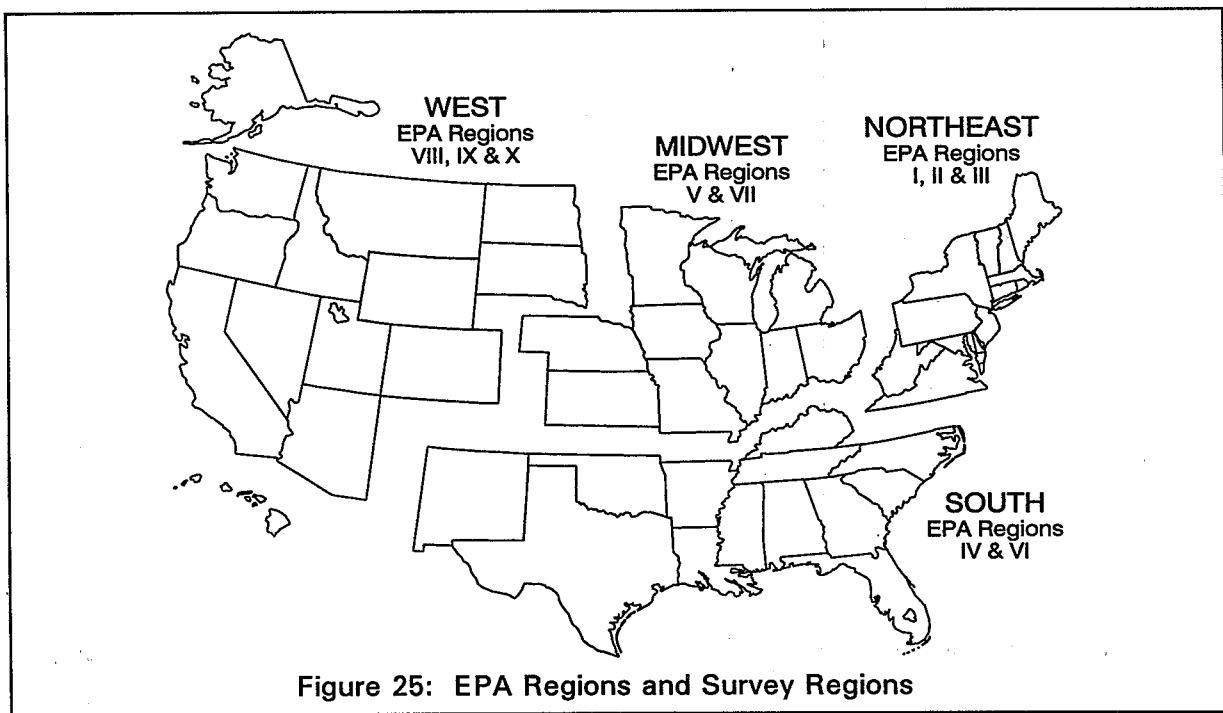 WEST
EPA Regions
VIII, IX & X
MIDWEST
EPA Regions
V & VII
NORTHEAST
EPA Regions
I, II & III
SOUTH
EPA Regions
IV & VI
Figure 25: EPA Regions and Survey Regions